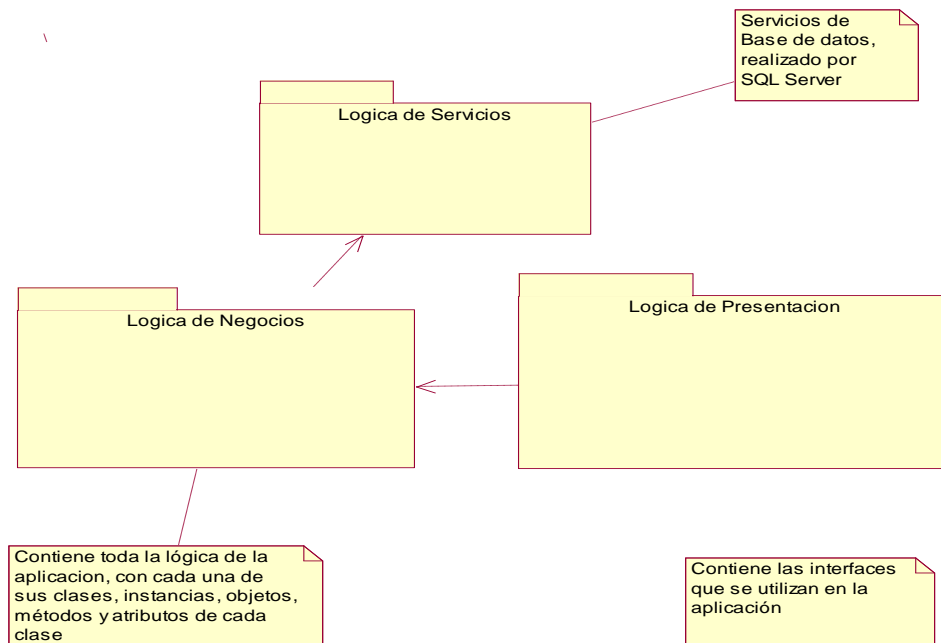 Servicios de
Base de datos,
realizado por
SQL Server
Logica de Servicios
Logica de Negocios
Logica de Presentacion
Contiene toda la lógica de la
aplicacion, con cada una de
sus clases, instancias, objetos,
métodos y atributos de cada
clase
Contiene las interfaces
que se utilizan en la
aplicación